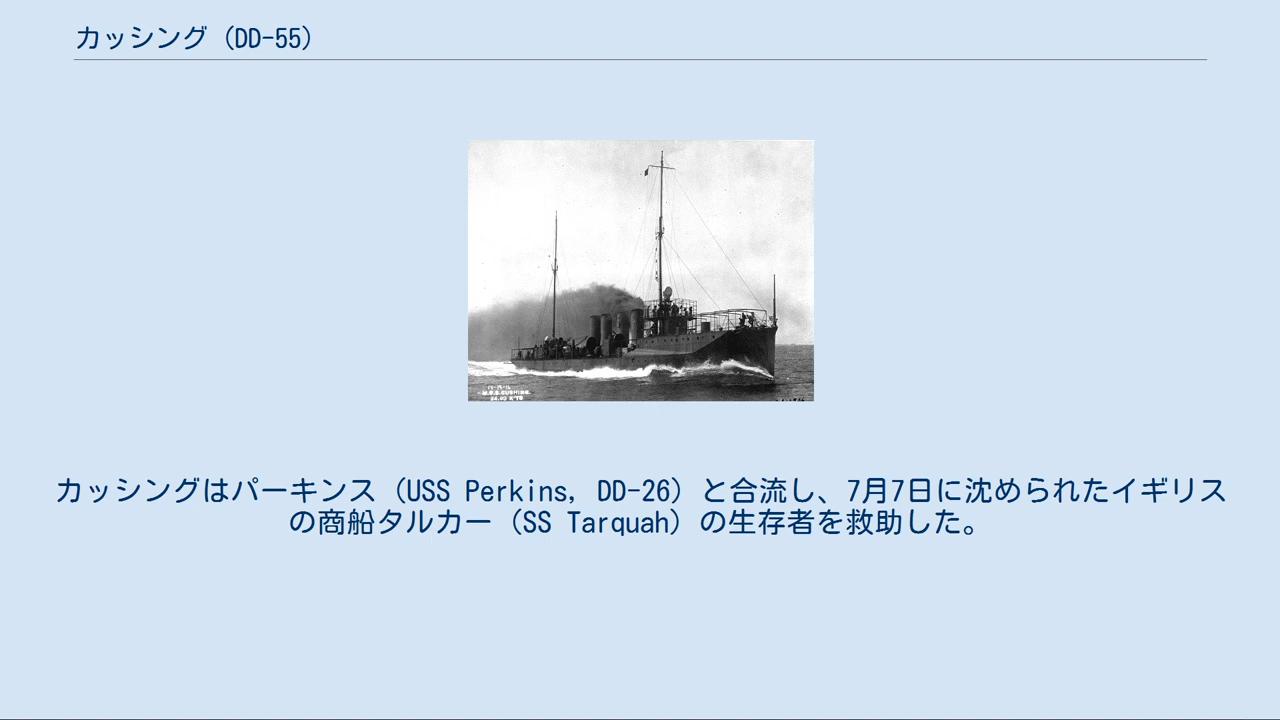 カッシング（DD-55）
U.S.S. CUSHING.
カッシングはパーキンス（USS Perkins, DD-26）と合流し、7月7日に沈められたイギリス
の商船タルカー（SS Tarquah）の生存者を救助した。